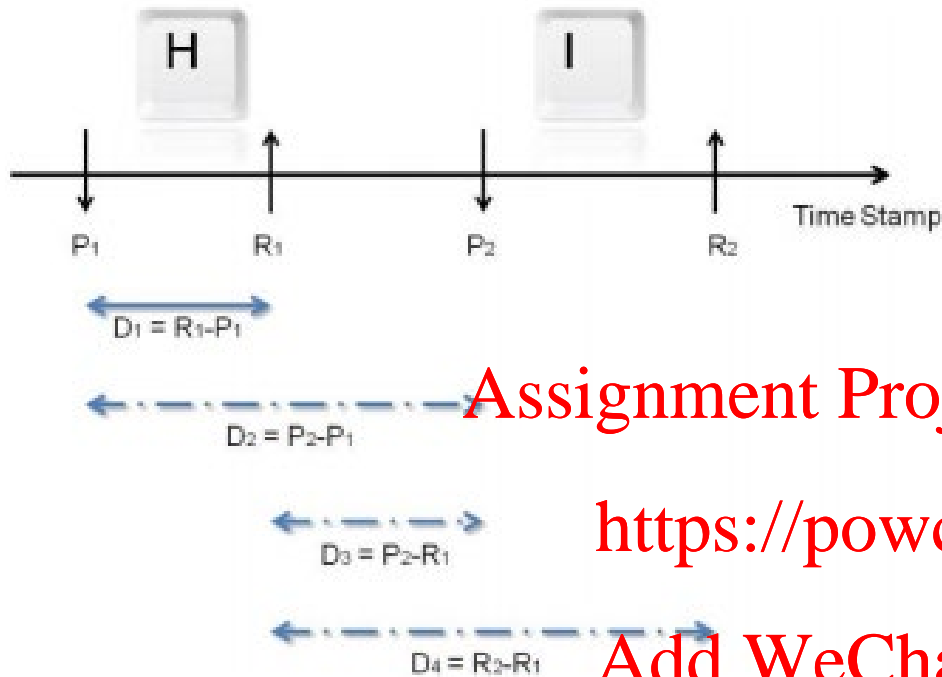 H I
Time Stamp
P1 R1 P2 R2
D1 = R1-P1
Assignment Pro
D2 = P2-P1
https://powc
D3 = P2-R1
Add WeCha
D4 = R2-R1